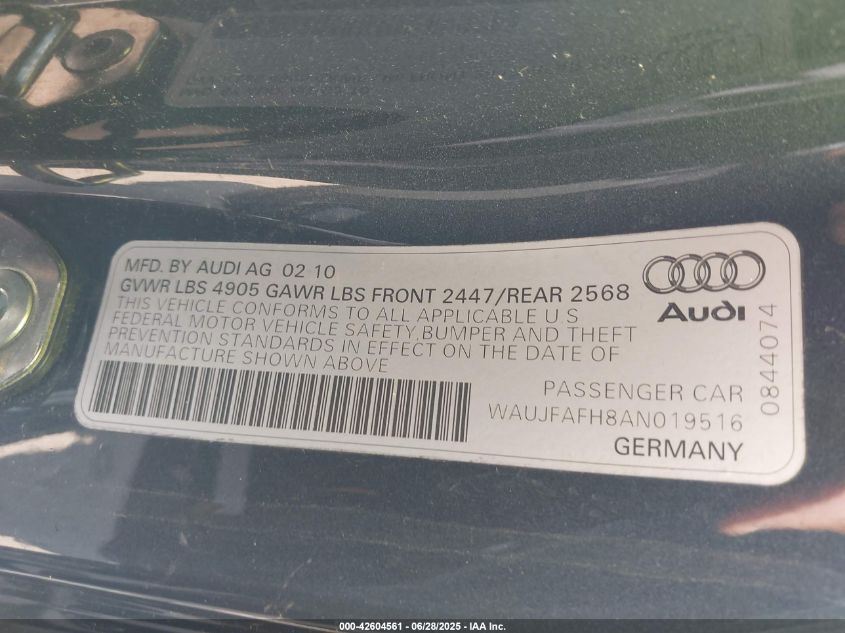 MFD. BY AUDI AG 02 10
GVWR LBS 4905 GAWR LBS FRONT 2447/REAR 2568
THIS VEHICLE CONFORMS TO ALL APPLICABLE U S
FEDERAL MOTOR VEHICLE SAFETY, BUMPER AND THEFT
PREVENTION STANDARDS IN EFFECT ON THE DATE OF
MANUFACTURE SHOWN ABOVE
PASSENGER CAR
WAUJFAFH8AN019516
GERMANY
Audi
0844074
000-42604561 | 06/28/2025 - IAA Inc.